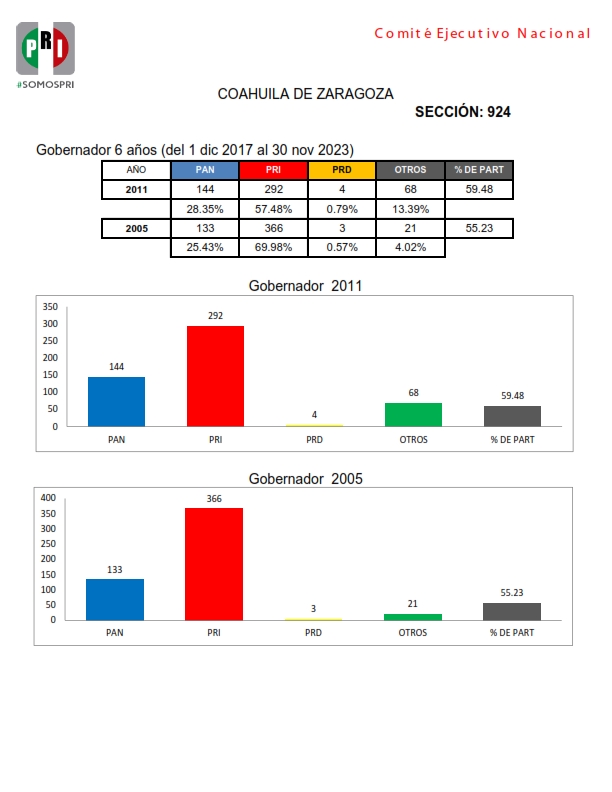 Comité Ejecutivo Nacional
PRI
#SOMOSPRI
COAHUILA DE ZARAGOZA
SECCIÓN: 924
Gobernador 6 años (del 1 dic 2017 al 30 nov 2023)
AÑO PAN PRI PRD OTROS % DE PART
2011 144 292 4 68 59.48
28.35% 57.48% 0.79% 13.39%
2005 133 366 3 21 55.23
25.43% 69.98% 0.57% 4.02%
Gobernador 2011
350
300
250
200
150
100
50
0
144 292 4 68 59.48
PAN PRI PRD OTROS % DE PART
Gobernador 2005
400
350
300
250
200
150
100
50
0
133 366 3 21 55.23
PAN PRI PRD OTROS % DE PART